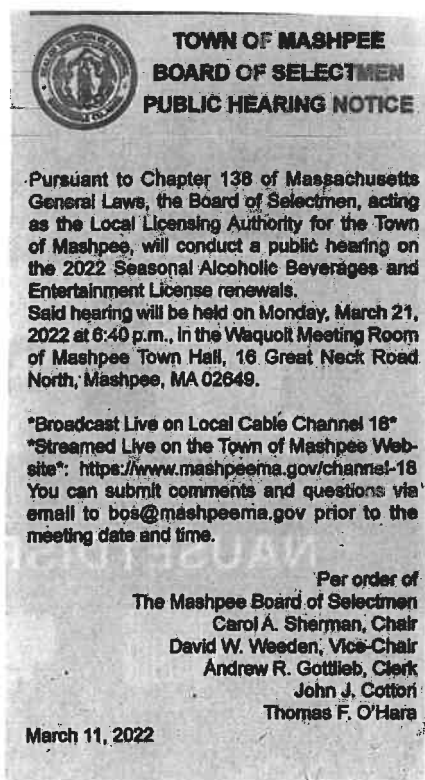 TOWN OF MASHPEE
BOARD OF SELECTMEN
PUBLIC HEARING NOTICE
Pursuant to Chapter 138 of Massachusetts
General Laws, the Board of Selectmen, acting
as the Local Licensing Authority for the Town
of Mashpee, will conduct a public hearing on
the 2022 Seasonal Alcoholic Beverages and
Entertainment License renewals.
Said hearing will be held on Monday, March 21,
2022 at 6:40 p.m., in the Waquoit Meeting Room
of Mashpee Town Hall, 16 Great Neck Road
North, Mashpee, MA 02649.
*Broadcast Live on Local Cable Channel 18*
*Streamed Live on the Town of Mashpee Web-
site*: https://www.mashpeema.gov/channel-18
You can submit comments and questions via
email to bos@mashpeema.gov prior to the
meeting date and time.
Per order of
The Mashpee Board of Selectmen
Carol A. Sherman, Chair
David W. Weeden, Vice-Chair
Andrew R. Gottlieb, Clerk
John J. Cotton
Thomas F. O'Hara
March 11, 2022